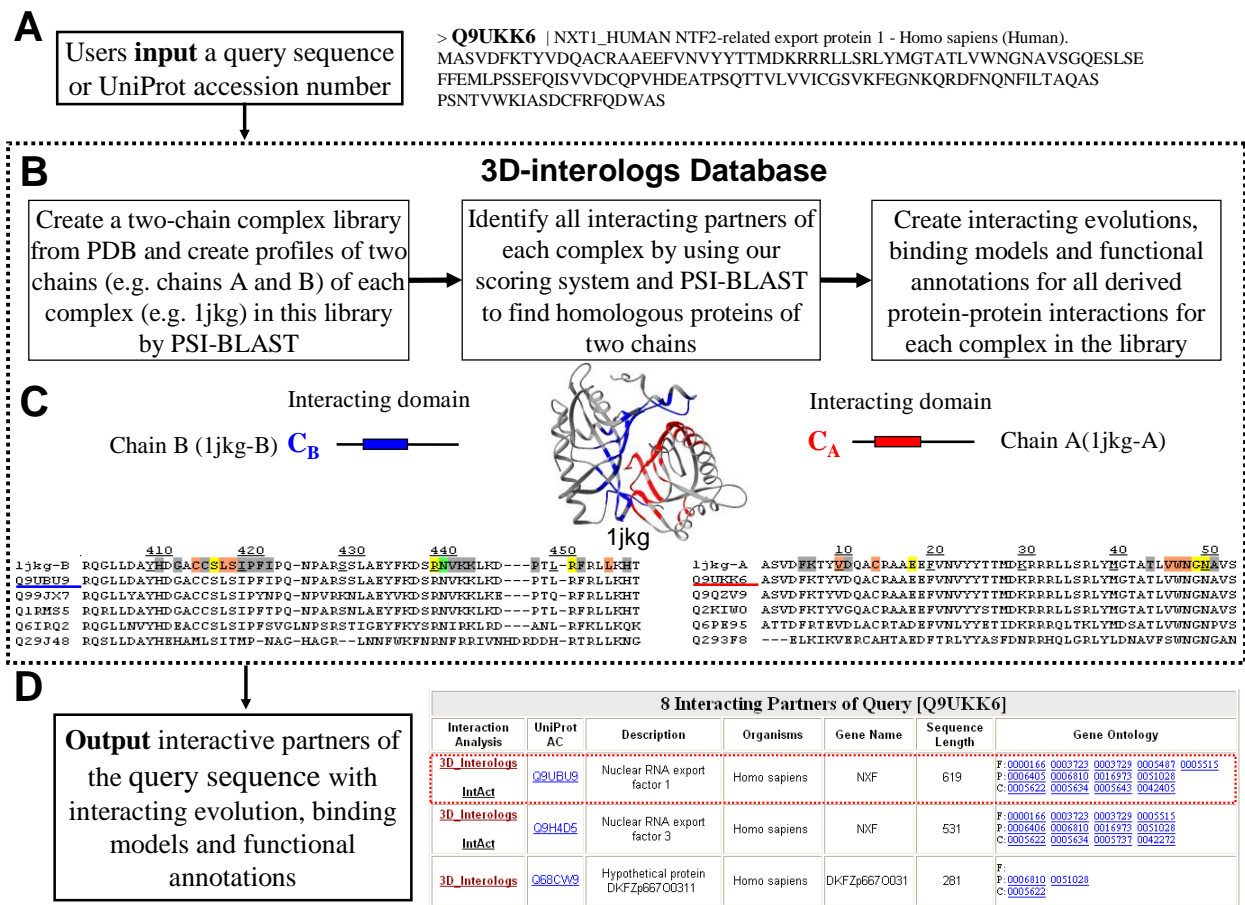 A
Users input a query sequence
or UniProt accession number
> Q9UKK6 | NXT1_HUMAN NTF2-related export protein 1 - Homo sapiens (Human).
MASVDFKTYVDQACRAAEEFVNVYYTTMDKRRRLLSRLYMGTATLVWNGNAVSGQESLSE
FFEMLPSSEFQISVVDCQPVHDEATPSQTTVLVVICGSVKFEGNKQRDFNQNFILTAQAS
PSNTVWKIASDCFRFQDWAS
B
3D-interologs Database
Create a two-chain complex library
from PDB and create profiles of two
chains (e.g. chains A and B) of each
complex (e.g. 1jkg) in this library
by PSI-BLAST
Identify all interacting partners of
each complex by using our
scoring system and PSI-BLAST
to find homologous proteins of
two chains
Create interacting evolutions,
binding models and functional
annotations for all derived
protein-protein interactions for
each complex in the library
C
Interacting domain
Chain B (1jkg-B) CB
Interacting domain
CA Chain A(1jkg-A)
1jkg
410 420 430 440 450
1jkg-B RQGLLDAYHDGACCSLSIPFIPQ-NPARSSLAEYFKDSRNVKKLKD---PTL-RFRLLKHT
Q9UBU9 RQGLLDAYHDGACCSLSIPFIPQ-NPARSSLAEYFKDSRNVKKLKD---PTL-RFRLLKHT
Q99JX7 RQGLLDAYHDGACCSLSIPYNPQ-NPVRKNLAEYVKDSRNVKKLKE---PTQ-RFRLLKHT
Q1RMS5 RQGLLGAYHDGACCSLSIPFIPQ-NPARSNLAEYFKDSRNVKKLKD---PTL-RFRLLKHT
Q6IRQ2 RQGLLNVYHDEACCSLSIPFGVLGNPSRSTIGEYFKYSRNIRKLRD---ANLRTRLLKHT
Q29J48 RQSLLDAYHEHAMLSITMP-NAG-HAGR-LNNFWKFNRNFRRIVNHDRDDH-RTRLLKNG
10 20 30 40 50
1jkg-A ASVDFKTYVDQACRAAEEFVNVYYTTMDKRRRLLSRLYMGTATLVWNGNAVS
Q9UKK6 ASVDFKTYVDQACRAAEEFVNVYYTTMDKRRRLLSRLYMGTATLVWNGNAVS
Q9QZV9 ASVDFKTYVDQACRAAEEFVNVYYTTMDKRRRLLSRLYMGTATLVWNGNAVS
Q2KIW0 ASVDFKTYVGQACRAAEEFVNVYYSTMDKRRRLLSRLYMGTATLVWNGNPVS
Q6PE95 ATTDFRTEVDLACRTADEFVNLYYETMDKRRRNLTRLYLDTATLVWNGNPVS
Q293F8 ---ELKIKVERCAHTAEDFTRLYYASFDNRRHQLGRLYLDNAVFSWNGNGAN
D
Output interactive partners of
the query sequence with
interacting evolution, binding
models and functional
annotations
8 Interacting Partners of Query [Q9UKK6]
Interaction Analysis UniProt AC Description Organisms Gene Name Sequence Length Gene Ontology
3D_Interologs IntAct Q9UBU9 Nuclear RNA export factor 1 Homo sapiens NXF 619
F:0000166 0003723 0003729 0005487 0005515
P:0006405 0006810 0016973 0051028
C:0005622 0005634 0005643 0042405
3D_Interologs IntAct Q9H4D5 Nuclear RNA export factor 3 Homo sapiens NXF 531
F:0000166 0003723 0003729 0005515
P:0006406 0006810 0016973 0051028
C:0005622 0005634 0005737 0042272
3D_Interologs Q68CW9 Hypothetical protein DKFZp667O0311 Homo sapiens DKFZp667O031 281
F:
P:0006810 0051028
C:0005622